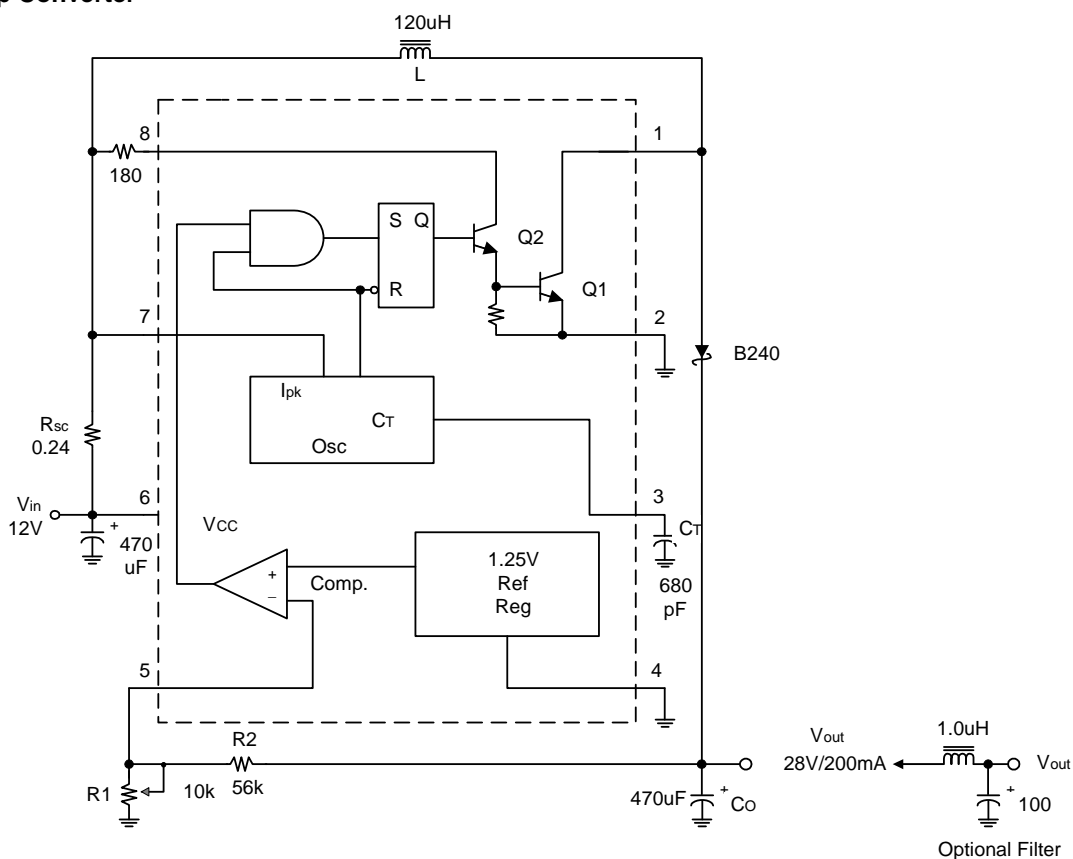 120uH
L
8
1
180
S Q
Q2
R
Q1
7
2
B240
Ipk
CT
Osc
Rsc
0.24
6
3
Vin
12V
VCC
CT
+
470
uF
1.25V
Ref
Reg
680
pF
+
−
Comp.
5
4
R2
56k
R1
10k
Vout
28V/200mA
1.0uH
Vout
470uF
+
CO
+
100
Optional Filter